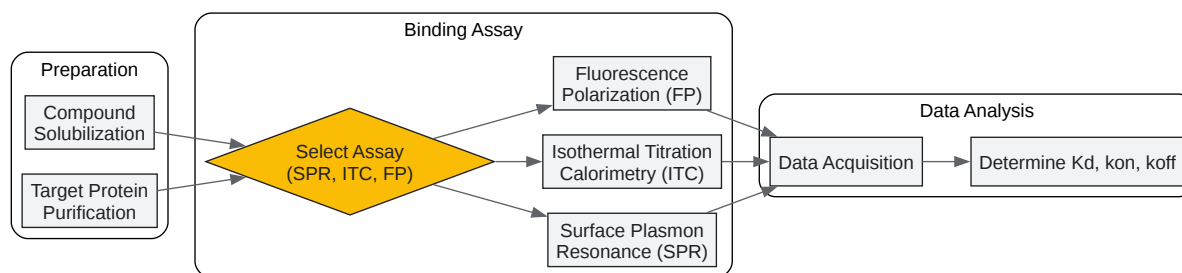 Preparation
Compound
Solubilization
Target Protein
Purification
Binding Assay
Select Assay
(SPR, ITC, FP)
Fluorescence
Polarization (FP)
Isothermal Titration
Calorimetry (ITC)
Surface Plasmon
Resonance (SPR)
Data Analysis
Data Acquisition
Determine Kd, kon, koff